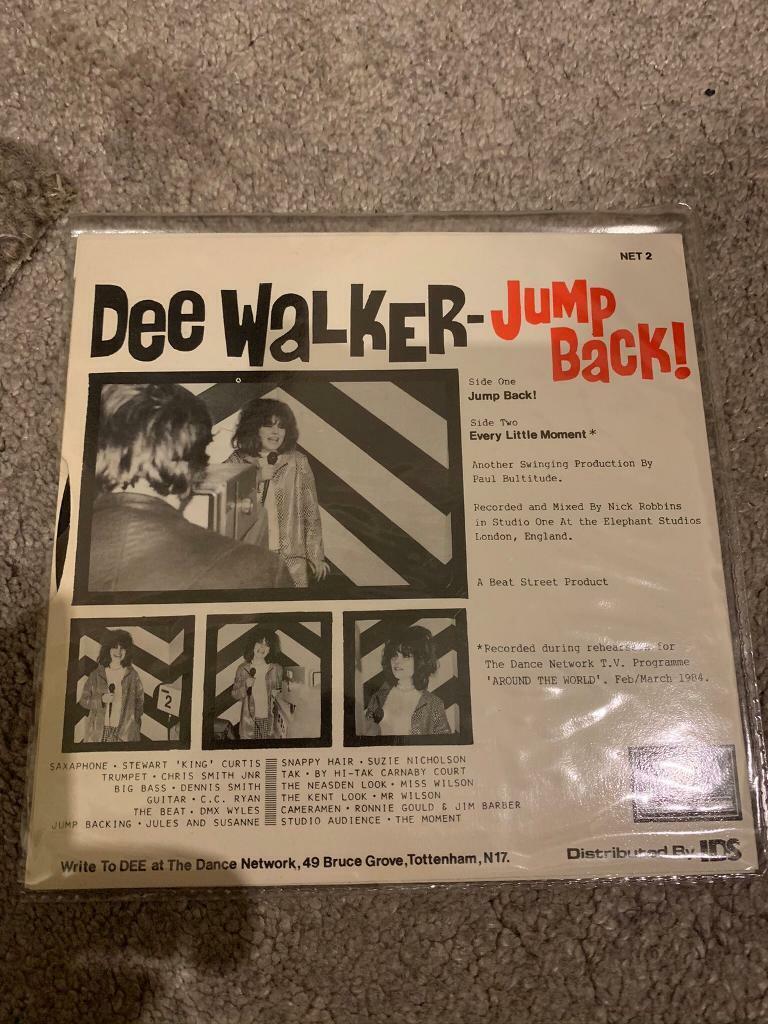 NET 2
Dee WaLKER - Jump
Back!
Side One
Jump Back!
Side Two
Every Little Moment *
Another Swinging Production By
Paul Bultitude.
Recorded and Mixed By Nick Robbins
in Studio One At the Elephant Studios
London, England.
A Beat Street Product
*Recorded during rehearsals for
The Dance Network T.V. Programme
'AROUND THE WORLD'. Feb/March 1984.
2
SAXAPHONE · STEWART 'KING' CURTIS
TRUMPET · CHRIS SMITH JNR
BIG BASS · DENNIS SMITH
GUITAR · C.C. RYAN
THE BEAT · DMX WYLES
JUMP BACKING · JULES AND SUSANNE
SNAPPY HAIR · SUZIE NICHOLSON
TAK · BY HI-TAK CARNABY COURT
THE NEASDEN LOOK · MISS WILSON
THE KENT LOOK · MR WILSON
CAMERAMEN · RONNIE GOULD & JIM BARBER
STUDIO AUDIENCE · THE MOMENT
Write To DEE at The Dance Network, 49 Bruce Grove, Tottenham, N17.
Distributed By IDS